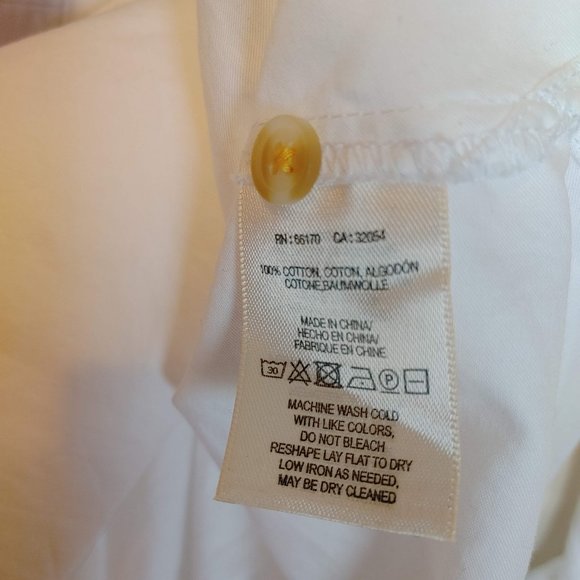 RN:66170 CA:32054
100% COTTON, COTON, ALGODÓN
COTONE,BAUMWOLLE
MADE IN CHINA/
HECHO EN CHINA/
FABRIQUE EN CHINE
30 P
MACHINE WASH COLD
WITH LIKE COLORS,
DO NOT BLEACH
RESHAPE LAY FLAT TO DRY
LOW IRON AS NEEDED,
MAY BE DRY CLEANED